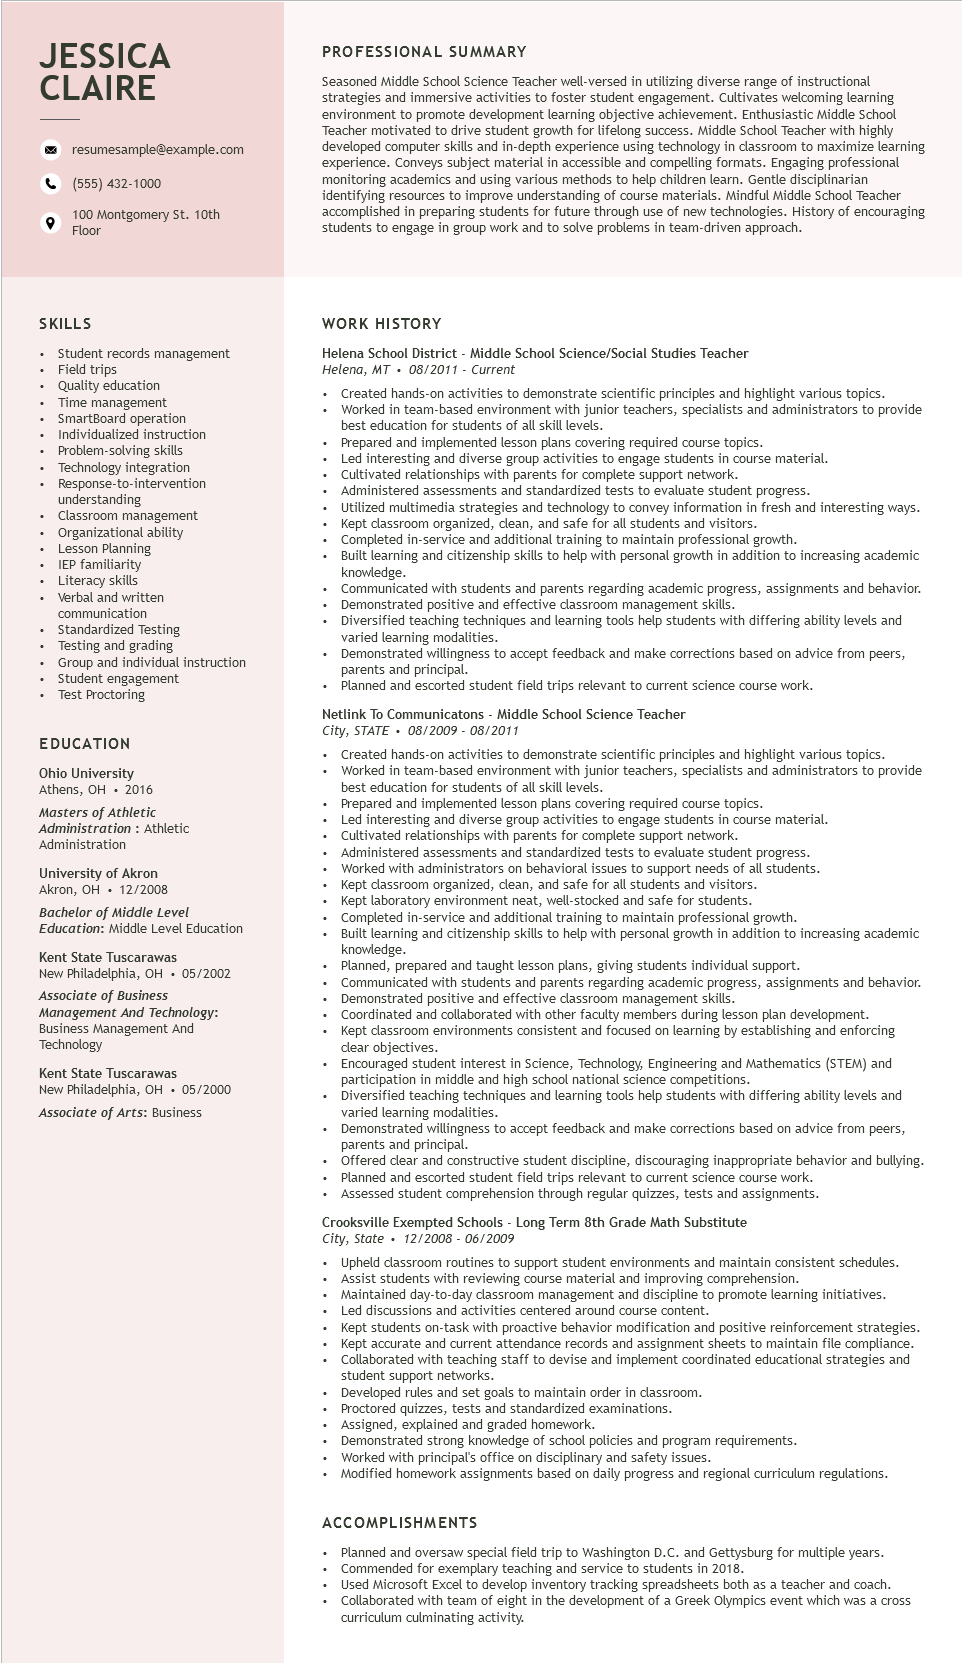 JESSICA
CLAIRE
resumesample@example.com
(555) 432-1000
100 Montgomery St. 10th
Floor
PROFESSIONAL SUMMARY
Seasoned Middle School Science Teacher well-versed in utilizing diverse range of instructional
strategies and immersive activities to foster student engagement. Cultivates welcoming learning
environment to promote development learning objective achievement. Enthusiastic Middle School
Teacher motivated to drive student growth for lifelong success. Middle School Teacher with highly
developed computer skills and in-depth experience using technology in classroom to maximize learning
experience. Conveys subject material in accessible and compelling formats. Engaging professional
monitoring academics and using various methods to help children learn. Gentle disciplinarian
identifying resources to improve understanding of course materials. Mindful Middle School Teacher
accomplished in preparing students for future through use of new technologies. History of encouraging
students to engage in group work and to solve problems in team-driven approach.
SKILLS
• Student records management
• Field trips
• Quality education
• Time management
• SmartBoard operation
• Individualized instruction
• Problem-solving skills
• Technology integration
• Response-to-intervention
understanding
• Classroom management
• Organizational ability
• Lesson Planning
• IEP familiarity
• Literacy skills
• Verbal and written
communication
• Standardized Testing
• Testing and grading
• Group and individual instruction
• Student engagement
• Test Proctoring
EDUCATION
Ohio University
Athens, OH • 2016
Masters of Athletic
Administration : Athletic
Administration
University of Akron
Akron, OH • 12/2008
Bachelor of Middle Level
Education: Middle Level Education
Kent State Tuscarawas
New Philadelphia, OH • 05/2002
Associate of Business
Management And Technology:
Business Management And
Technology
Kent State Tuscarawas
New Philadelphia, OH • 05/2000
Associate of Arts: Business
WORK HISTORY
Helena School District - Middle School Science/Social Studies Teacher
Helena, MT • 08/2011 - Current
• Created hands-on activities to demonstrate scientific principles and highlight various topics.
• Worked in team-based environment with junior teachers, specialists and administrators to provide
best education for students of all skill levels.
• Prepared and implemented lesson plans covering required course topics.
• Led interesting and diverse group activities to engage students in course material.
• Cultivated relationships with parents for complete support network.
• Administered assessments and standardized tests to evaluate student progress.
• Utilized multimedia strategies and technology to convey information in fresh and interesting ways.
• Kept classroom organized, clean, and safe for all students and visitors.
• Completed in-service and additional training to maintain professional growth.
• Built learning and citizenship skills to help with personal growth in addition to increasing academic
knowledge.
• Communicated with students and parents regarding academic progress, assignments and behavior.
• Demonstrated positive and effective classroom management skills.
• Diversified teaching techniques and learning tools help students with differing ability levels and
varied learning modalities.
• Demonstrated willingness to accept feedback and make corrections based on advice from peers,
parents and principal.
• Planned and escorted student field trips relevant to current science course work.
Netlink To Communicatons - Middle School Science Teacher
City, STATE • 08/2009 - 08/2011
• Created hands-on activities to demonstrate scientific principles and highlight various topics.
• Worked in team-based environment with junior teachers, specialists and administrators to provide
best education for students of all skill levels.
• Prepared and implemented lesson plans covering required course topics.
• Led interesting and diverse group activities to engage students in course material.
• Cultivated relationships with parents for complete support network.
• Administered assessments and standardized tests to evaluate student progress.
• Worked with administrators on behavioral issues to support needs of all students.
• Kept classroom organized, clean, and safe for all students and visitors.
• Kept laboratory environment neat, well-stocked and safe for students.
• Completed in-service and additional training to maintain professional growth.
• Built learning and citizenship skills to help with personal growth in addition to increasing academic
knowledge.
• Planned, prepared and taught lesson plans, giving students individual support.
• Communicated with students and parents regarding academic progress, assignments and behavior.
• Demonstrated positive and effective classroom management skills.
• Coordinated and collaborated with other faculty members during lesson plan development.
• Kept classroom environments consistent and focused on learning by establishing and enforcing
clear objectives.
• Encouraged student interest in Science, Technology, Engineering and Mathematics (STEM) and
participation in middle and high school national science competitions.
• Diversified teaching techniques and learning tools help students with differing ability levels and
varied learning modalities.
• Demonstrated willingness to accept feedback and make corrections based on advice from peers,
parents and principal.
• Offered clear and constructive student discipline, discouraging inappropriate behavior and bullying.
• Planned and escorted student field trips relevant to current science course work.
• Assessed student comprehension through regular quizzes, tests and assignments.
Crooksville Exempted Schools - Long Term 8th Grade Math Substitute
City, State • 12/2008 - 06/2009
• Upheld classroom routines to support student environments and maintain consistent schedules.
• Assist students with reviewing course material and improving comprehension.
• Maintained day-to-day classroom management and discipline to promote learning initiatives.
• Led discussions and activities centered around course content.
• Kept students on-task with proactive behavior modification and positive reinforcement strategies.
• Kept accurate and current attendance records and assignment sheets to maintain file compliance.
• Collaborated with teaching staff to devise and implement coordinated educational strategies and
student support networks.
• Developed rules and set goals to maintain order in classroom.
• Proctored quizzes, tests and standardized examinations.
• Assigned, explained and graded homework.
• Demonstrated strong knowledge of school policies and program requirements.
• Worked with principal's office on disciplinary and safety issues.
• Modified homework assignments based on daily progress and regional curriculum regulations.
ACCOMPLISHMENTS
• Planned and oversaw special field trip to Washington D.C. and Gettysburg for multiple years.
• Commended for exemplary teaching and service to students in 2018.
• Used Microsoft Excel to develop inventory tracking spreadsheets both as a teacher and coach.
• Collaborated with team of eight in the development of a Greek Olympics event which was a cross
curriculum culminating activity.